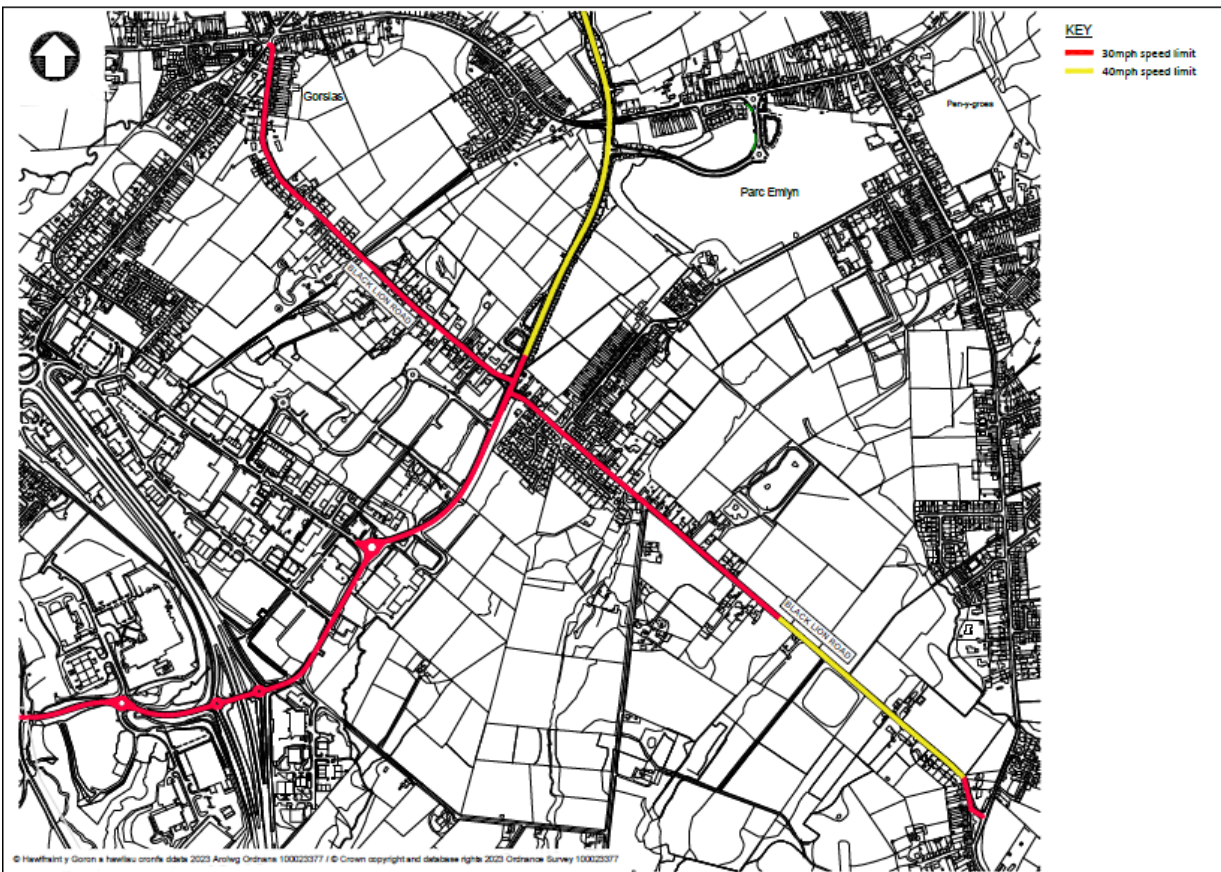 KEY
30mph speed limit
40mph speed limit
Gorslas
Pen-y-groes
Parc Emlyn
BLACK LION ROAD
BLACK LION ROAD
© Hawlfraint y Goron a hawliau cronfa ddata 2023 Arolwg Ordnans 100023377 / © Crown copyright and database rights 2023 Ordnance Survey 100023377